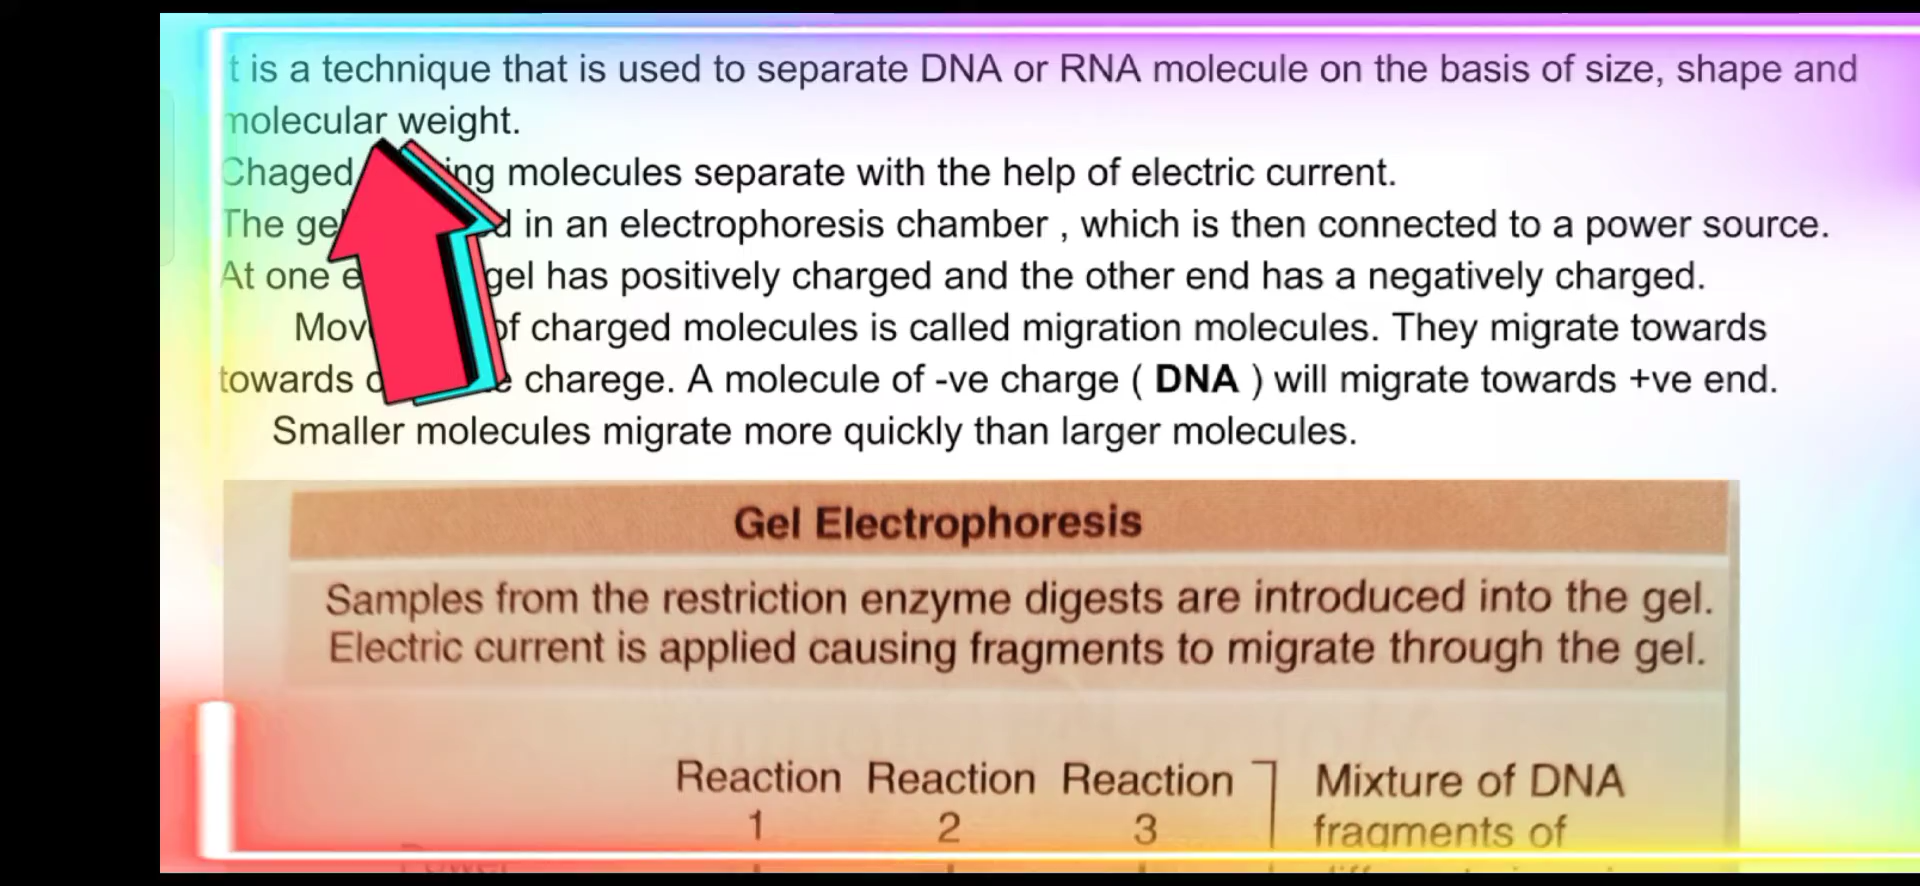 t is a technique that is used to separate DNA or RNA molecule on the basis of size, shape and
molecular weight.
Chaged molecules separate with the help of electric current.
The in an electrophoresis chamber , which is then connected to a power source.
At one gel has positively charged and the other end has a negatively charged.
of charged molecules is called migration molecules. They migrate towards
towards charege. A molecule of -ve charge ( DNA ) will migrate towards +ve end.
Smaller molecules migrate more quickly than larger molecules.
Gel Electrophoresis
Samples from the restriction enzyme digests are introduced into the gel.
Electric current is applied causing fragments to migrate through the gel.
Reaction Reaction Reaction Mixture of DNA
1 2 3 fragments of